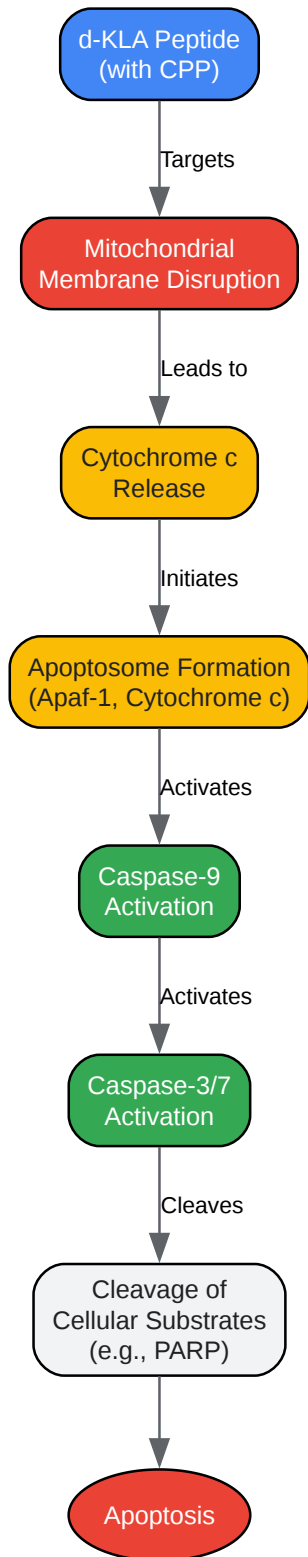 d-KLA Peptide
(with CPP)
Targets
Mitochondrial
Membrane Disruption
Leads to
Cytochrome c
Release
Initiates
Apoptosome Formation
(Apaf-1, Cytochrome c)
Activates
Caspase-9
Activation
Activates
Caspase-3/7
Activation
Cleaves
Cleavage of
Cellular Substrates
(e.g., PARP)
Apoptosis